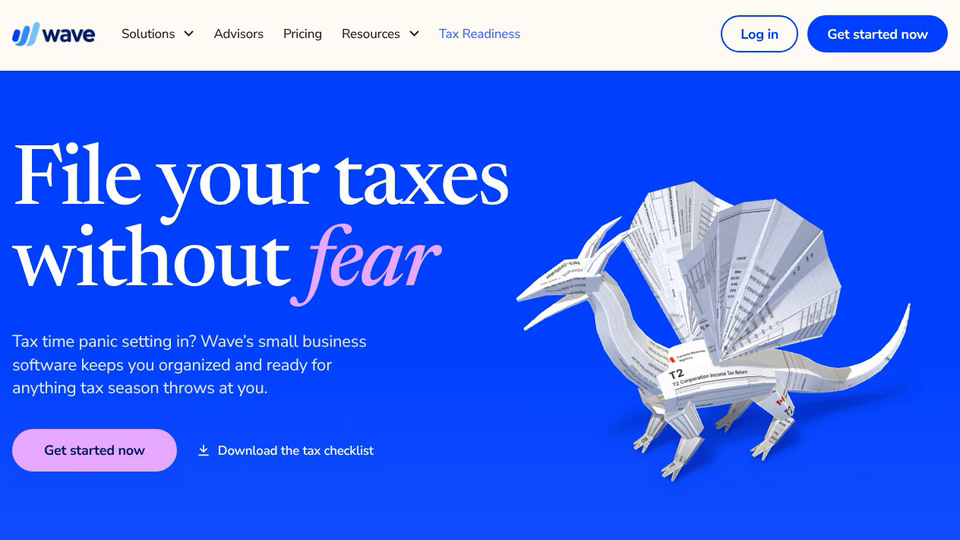 wave
Solutions
Advisors
Pricing
Resources
Tax Readiness
Log in
Get started now
File your taxes
without fear
Tax time panic setting in? Wave's small business
software keeps you organized and ready for
anything tax season throws at you.
Get started now
Download the tax checklist
T2
T2 Corporation Income Tax Return
T2